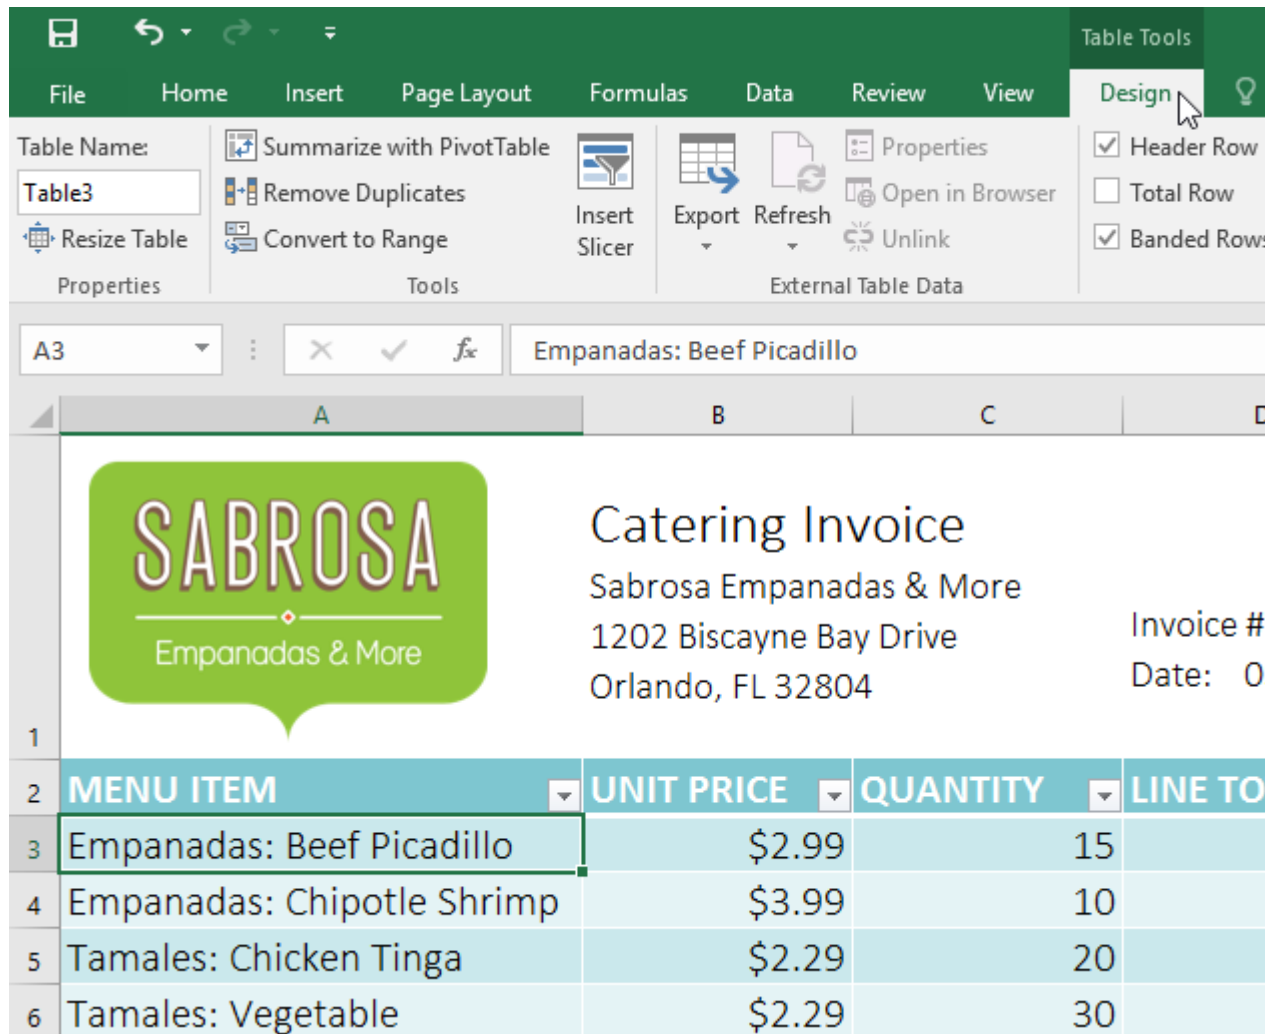 Table Tools
File Home Insert Page Layout Formulas Data Review View Design
Table Name:
Table3
Resize Table
Properties
Summarize with PivotTable
Remove Duplicates
Convert to Range
Tools
Insert
Slicer
Export Refresh
Properties
Open in Browser
Unlink
External Table Data
Header Row
Total Row
Banded Rows
A3 fx Empanadas: Beef Picadillo
A B C D
SABROSA
Empanadas & More
Catering Invoice
Sabrosa Empanadas & More
1202 Biscayne Bay Drive
Orlando, FL 32804
Invoice #
Date: 0
1
2 MENU ITEM UNIT PRICE QUANTITY LINE TO
3 Empanadas: Beef Picadillo $2.99 15
4 Empanadas: Chipotle Shrimp $3.99 10
5 Tamales: Chicken Tinga $2.29 20
6 Tamales: Vegetable $2.29 30